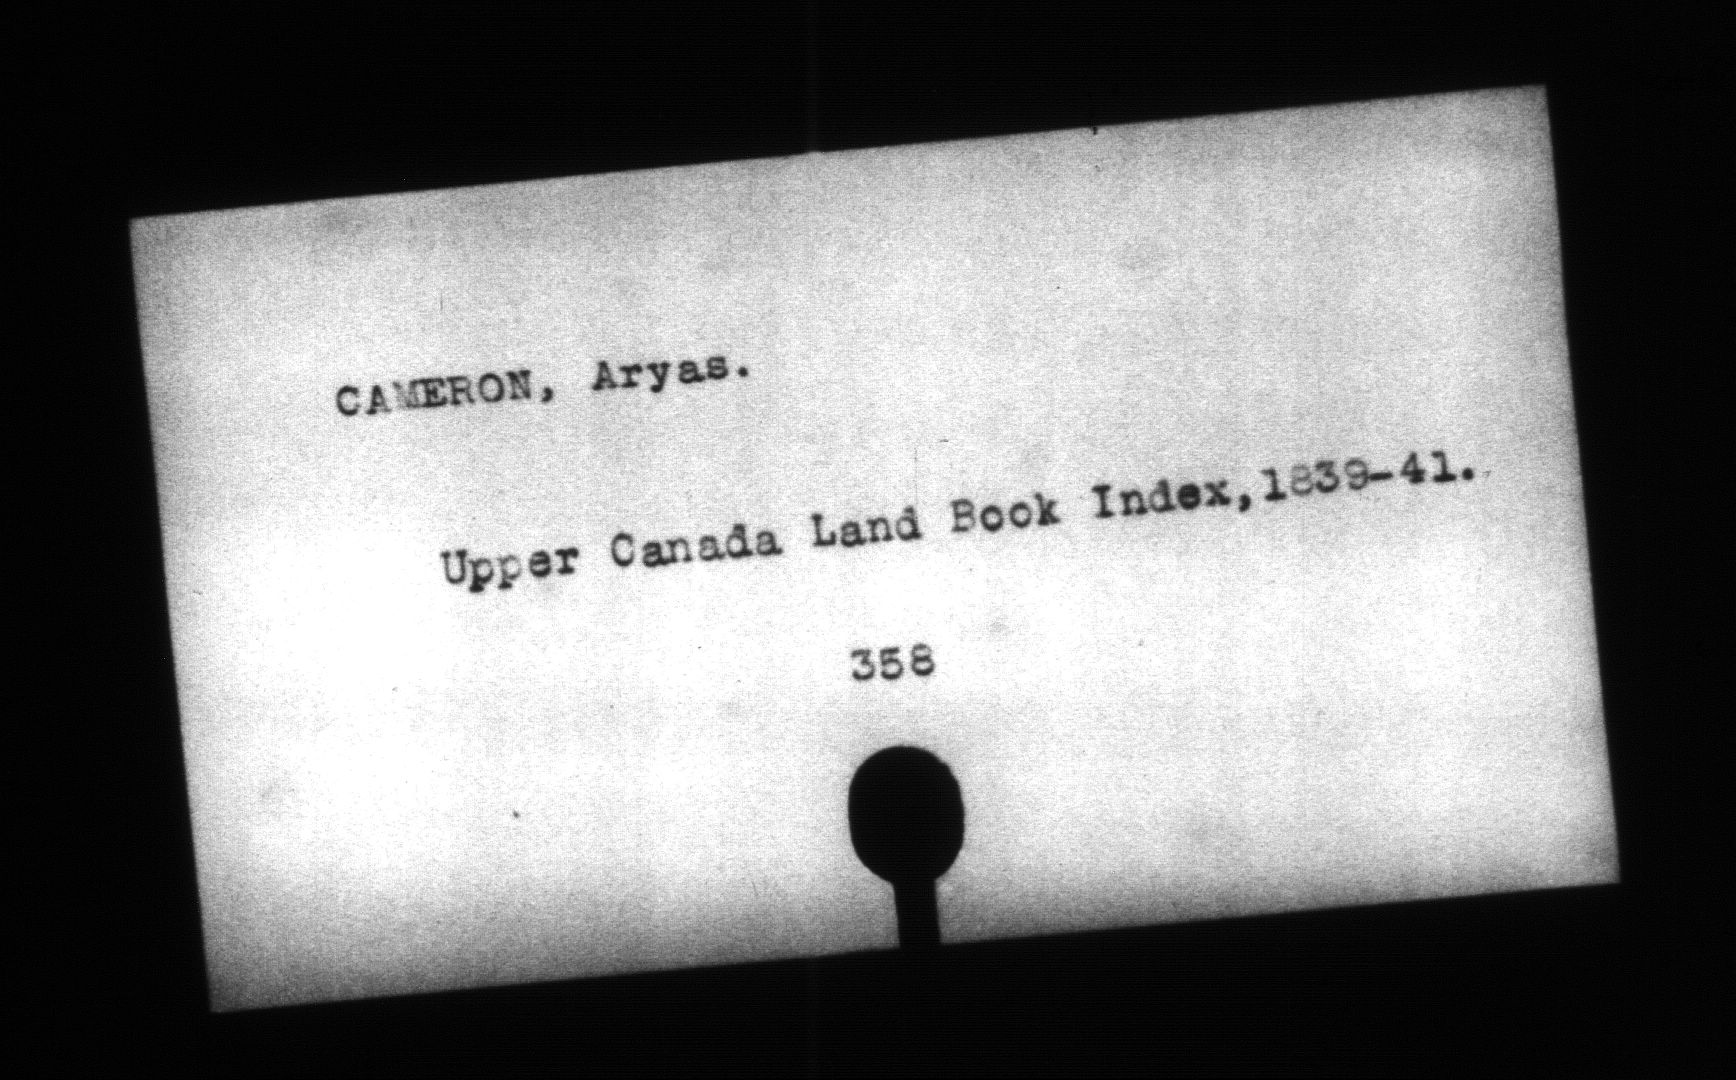 CAMERON, Aryas.
Upper Canada Land Book Index,1839-41.
358